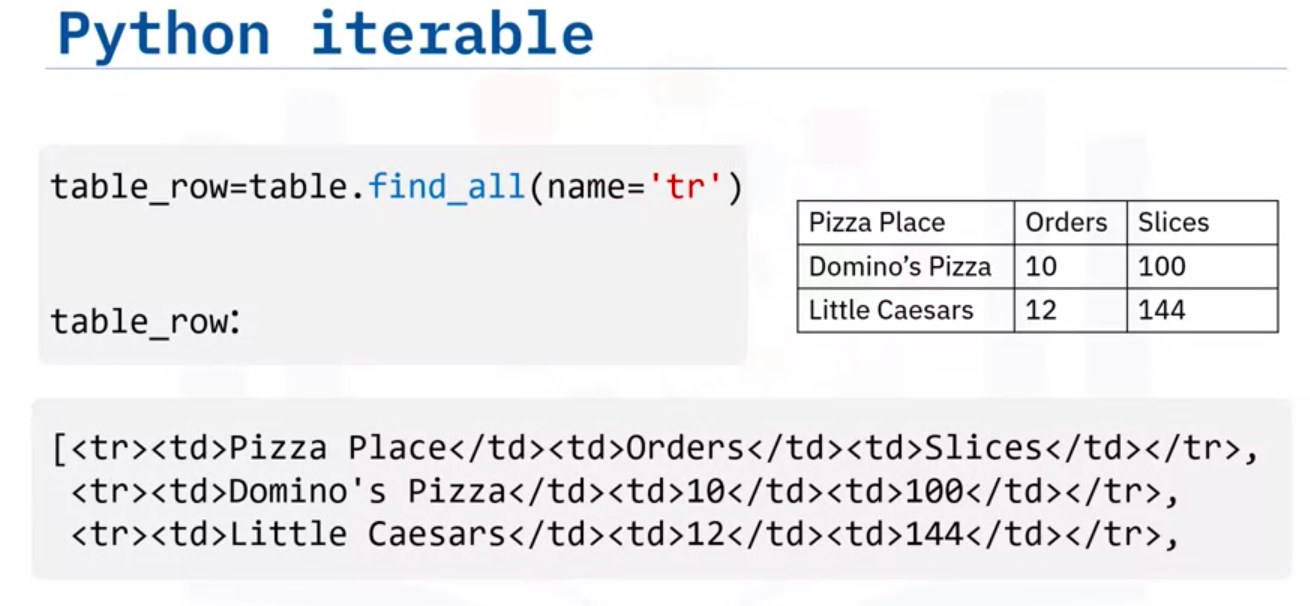 Python iterable
table_row=table.find_all(name='tr')
table_row:
Pizza Place Orders Slices
Domino’s Pizza 10 100
Little Caesars 12 144
[<tr><td>Pizza Place</td><td>Orders</td><td>Slices</td></tr>,
<tr><td>Domino's Pizza</td><td>10</td><td>100</td></tr>,
<tr><td>Little Caesars</td><td>12</td><td>144</td></tr>,